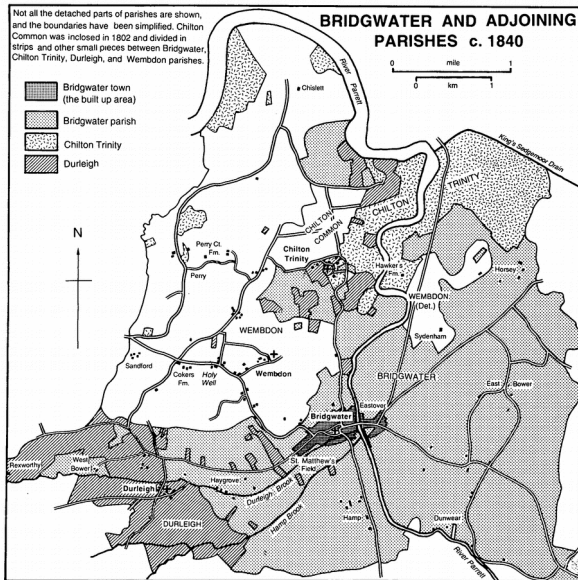 Not all the detached parts of parishes are shown,
and the boundaries have been simplified. Chilton
Common was inclosed in 1802 and divided in
strips and other small pieces between Bridgwater,
Chilton Trinity, Durleigh, and Wembdon parishes.
BRIDGWATER AND ADJOINING
PARISHES c. 1840
0 mile 1
0 km 1
Bridgwater town
(the built up area)
Bridgwater parish
Chilton Trinity
Durleigh
N
River Parrett
Chislett
King's Sedgemoor Drain
TRINITY
CHILTON
CHILTON
COMMON
Chilton
Trinity
Perry Ct.
Fm.
Perry
Hawker's
Fm.
Horsey
WEMBDON
(Det.)
WEMBDON
Sydenham
Sandford
Cokers
Fm.
Holy
Well
Wembdon
BRIDGWATER
East Bower
Bridgwater
Eastover
Rexworthy
West
Bower
Haygrove
St. Matthew's
Field
Durleigh
Durleigh Brook
Hamp Brook
DURLEIGH
Hamp
Dunwear
River Parrett